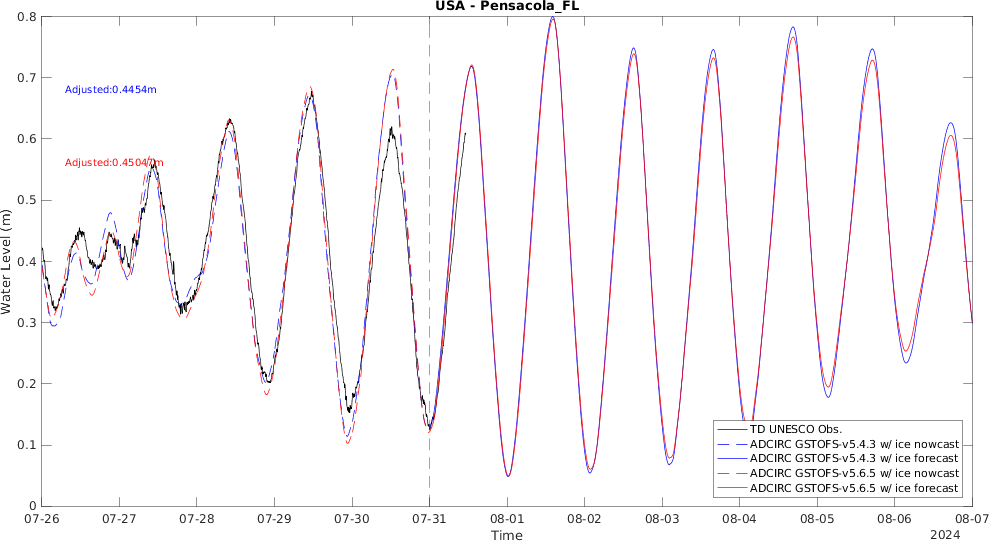 USA - Pensacola_FL
0.8
0.7
0.6
0.5
0.4
0.3
0.2
0.1
0
Water Level (m)
Adjusted:0.4454m
Adjusted:0.45047m
TD UNESCO Obs.
ADCIRC GSTOFS-v5.4.3 w/ ice nowcast
ADCIRC GSTOFS-v5.4.3 w/ ice forecast
ADCIRC GSTOFS-v5.6.5 w/ ice nowcast
ADCIRC GSTOFS-v5.6.5 w/ ice forecast
07-26 07-27 07-28 07-29 07-30 07-31 08-01 08-02 08-03 08-04 08-05 08-06 08-07
Time
2024